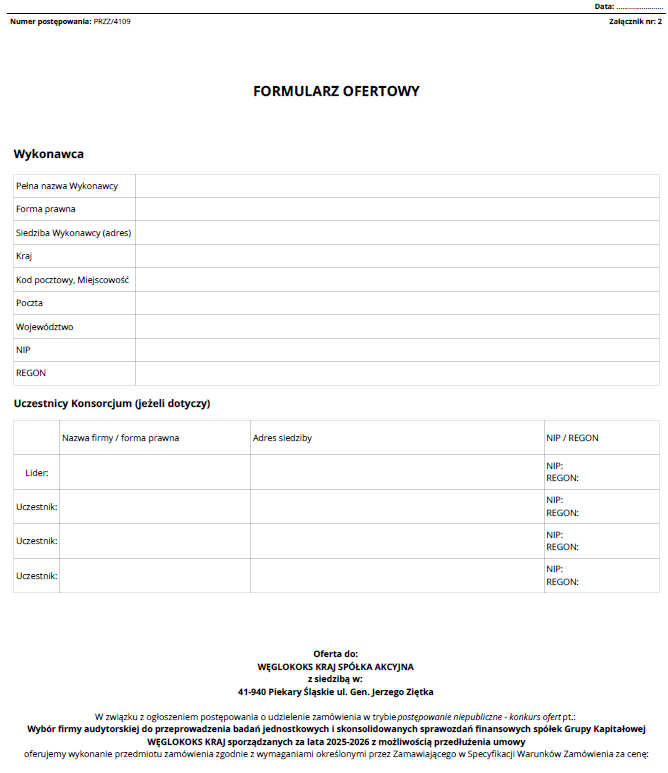 Data: ........................
Numer postępowania: PRZZ/4109 Załącznik nr: 2
FORMULARZ OFERTOWY
Wykonawca
Pełna nazwa Wykonawcy
Forma prawna
Siedziba Wykonawcy (adres)
Kraj
Kod pocztowy, Miejscowość
Poczta
Województwo
NIP
REGON
Uczestnicy Konsorcjum (jeżeli dotyczy)
Nazwa firmy / forma prawna Adres siedziby NIP / REGON
Lider: NIP:
REGON:
Uczestnik: NIP:
REGON:
Uczestnik: NIP:
REGON:
Uczestnik: NIP:
REGON:
Oferta do:
WĘGLOKOKS KRAJ SPÓŁKA AKCYJNA
z siedzibą w:
41-940 Piekary Śląskie ul. Gen. Jerzego Ziętka
W związku z ogłoszeniem postępowania o udzielenie zamówienia w trybie postępowanie niepubliczne - konkurs ofert pt.:
Wybór firmy audytorskiej do przeprowadzenia badań jednostkowych i skonsolidowanych sprawozdań finansowych spółek Grupy Kapitałowej
WĘGLOKOKS KRAJ sporządzanych za lata 2025-2026 z możliwością przedłużenia umowy
oferujemy wykonanie przedmiotu zamówienia zgodnie z wymaganiami określonymi przez Zamawiającego w Specyfikacji Warunków Zamówienia za cenę: